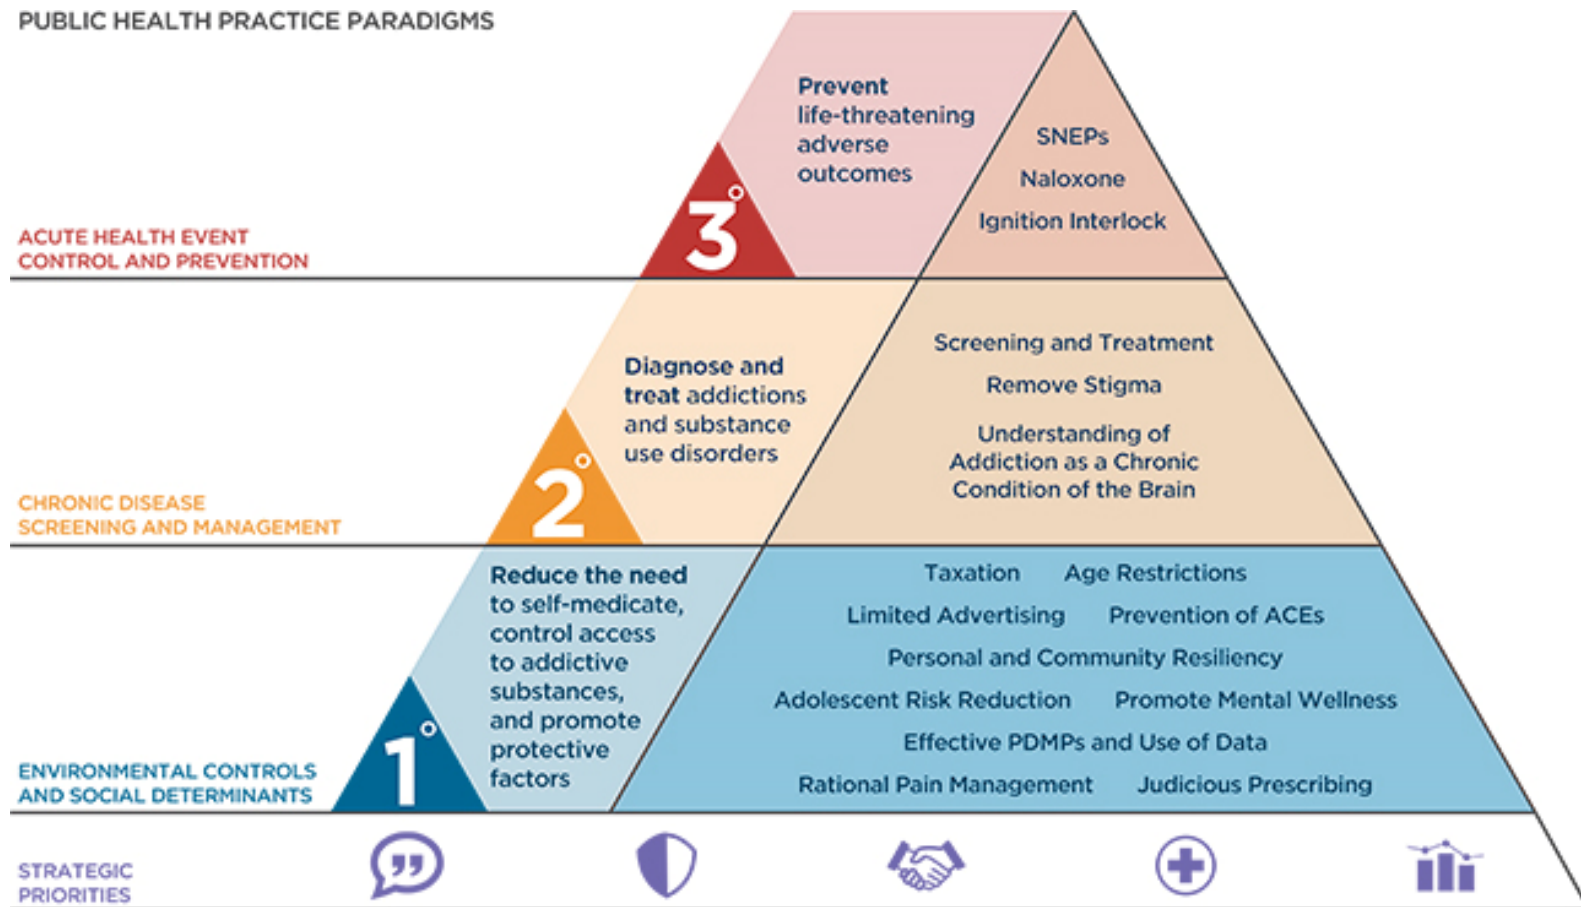 PUBLIC HEALTH PRACTICE PARADIGMS
Prevent
life-threatening
adverse
outcomes
SNEPs
Naloxone
Ignition Interlock
3°
ACUTE HEALTH EVENT
CONTROL AND PREVENTION
Diagnose and
treat addictions
and substance
use disorders
Screening and Treatment
Remove Stigma
Understanding of
Addiction as a Chronic
Condition of the Brain
2°
CHRONIC DISEASE
SCREENING AND MANAGEMENT
Reduce the need
to self-medicate,
control access
to addictive
substances,
and promote
protective
factors
Taxation Age Restrictions
Limited Advertising Prevention of ACEs
Personal and Community Resiliency
Adolescent Risk Reduction Promote Mental Wellness
Effective PDMPs and Use of Data
Rational Pain Management Judicious Prescribing
1°
ENVIRONMENTAL CONTROLS
AND SOCIAL DETERMINANTS
STRATEGIC
PRIORITIES